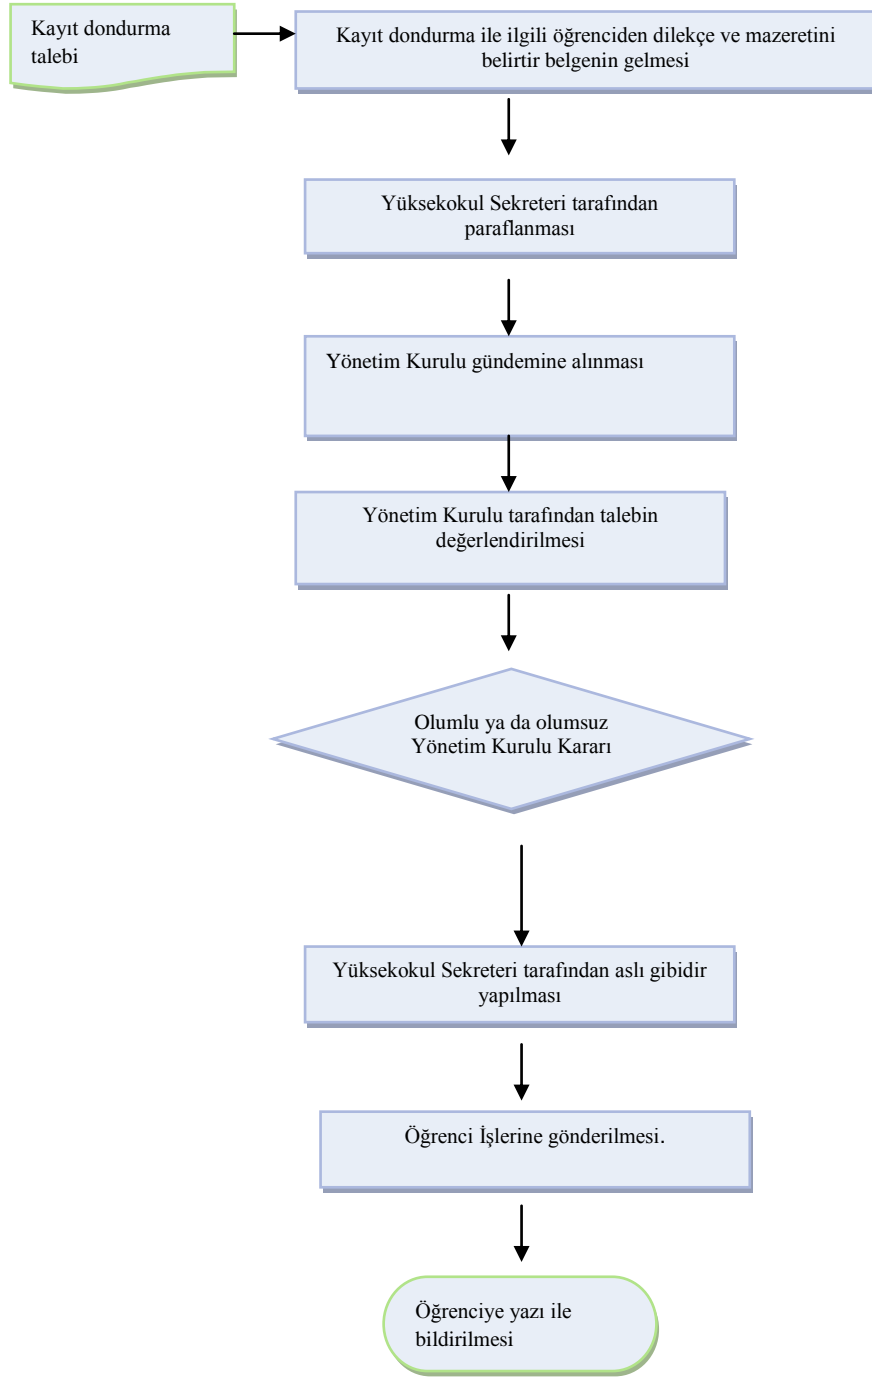 Kayıt dondurma
talebi
Kayıt dondurma ile ilgili öğrenciden dilekçe ve mazeretini
belirtir belgenin gelmesi
Yüksekokul Sekreteri tarafından
paraflanması
Yönetim Kurulu gündemine alınması
Yönetim Kurulu tarafından talebin
değerlendirilmesi
Olumlu ya da olumsuz
Yönetim Kurulu Kararı
Yüksekokul Sekreteri tarafından aslı gibidir
yapılması
Öğrenci İşlerine gönderilmesi.
Öğrenciye yazı ile
bildirilmesi